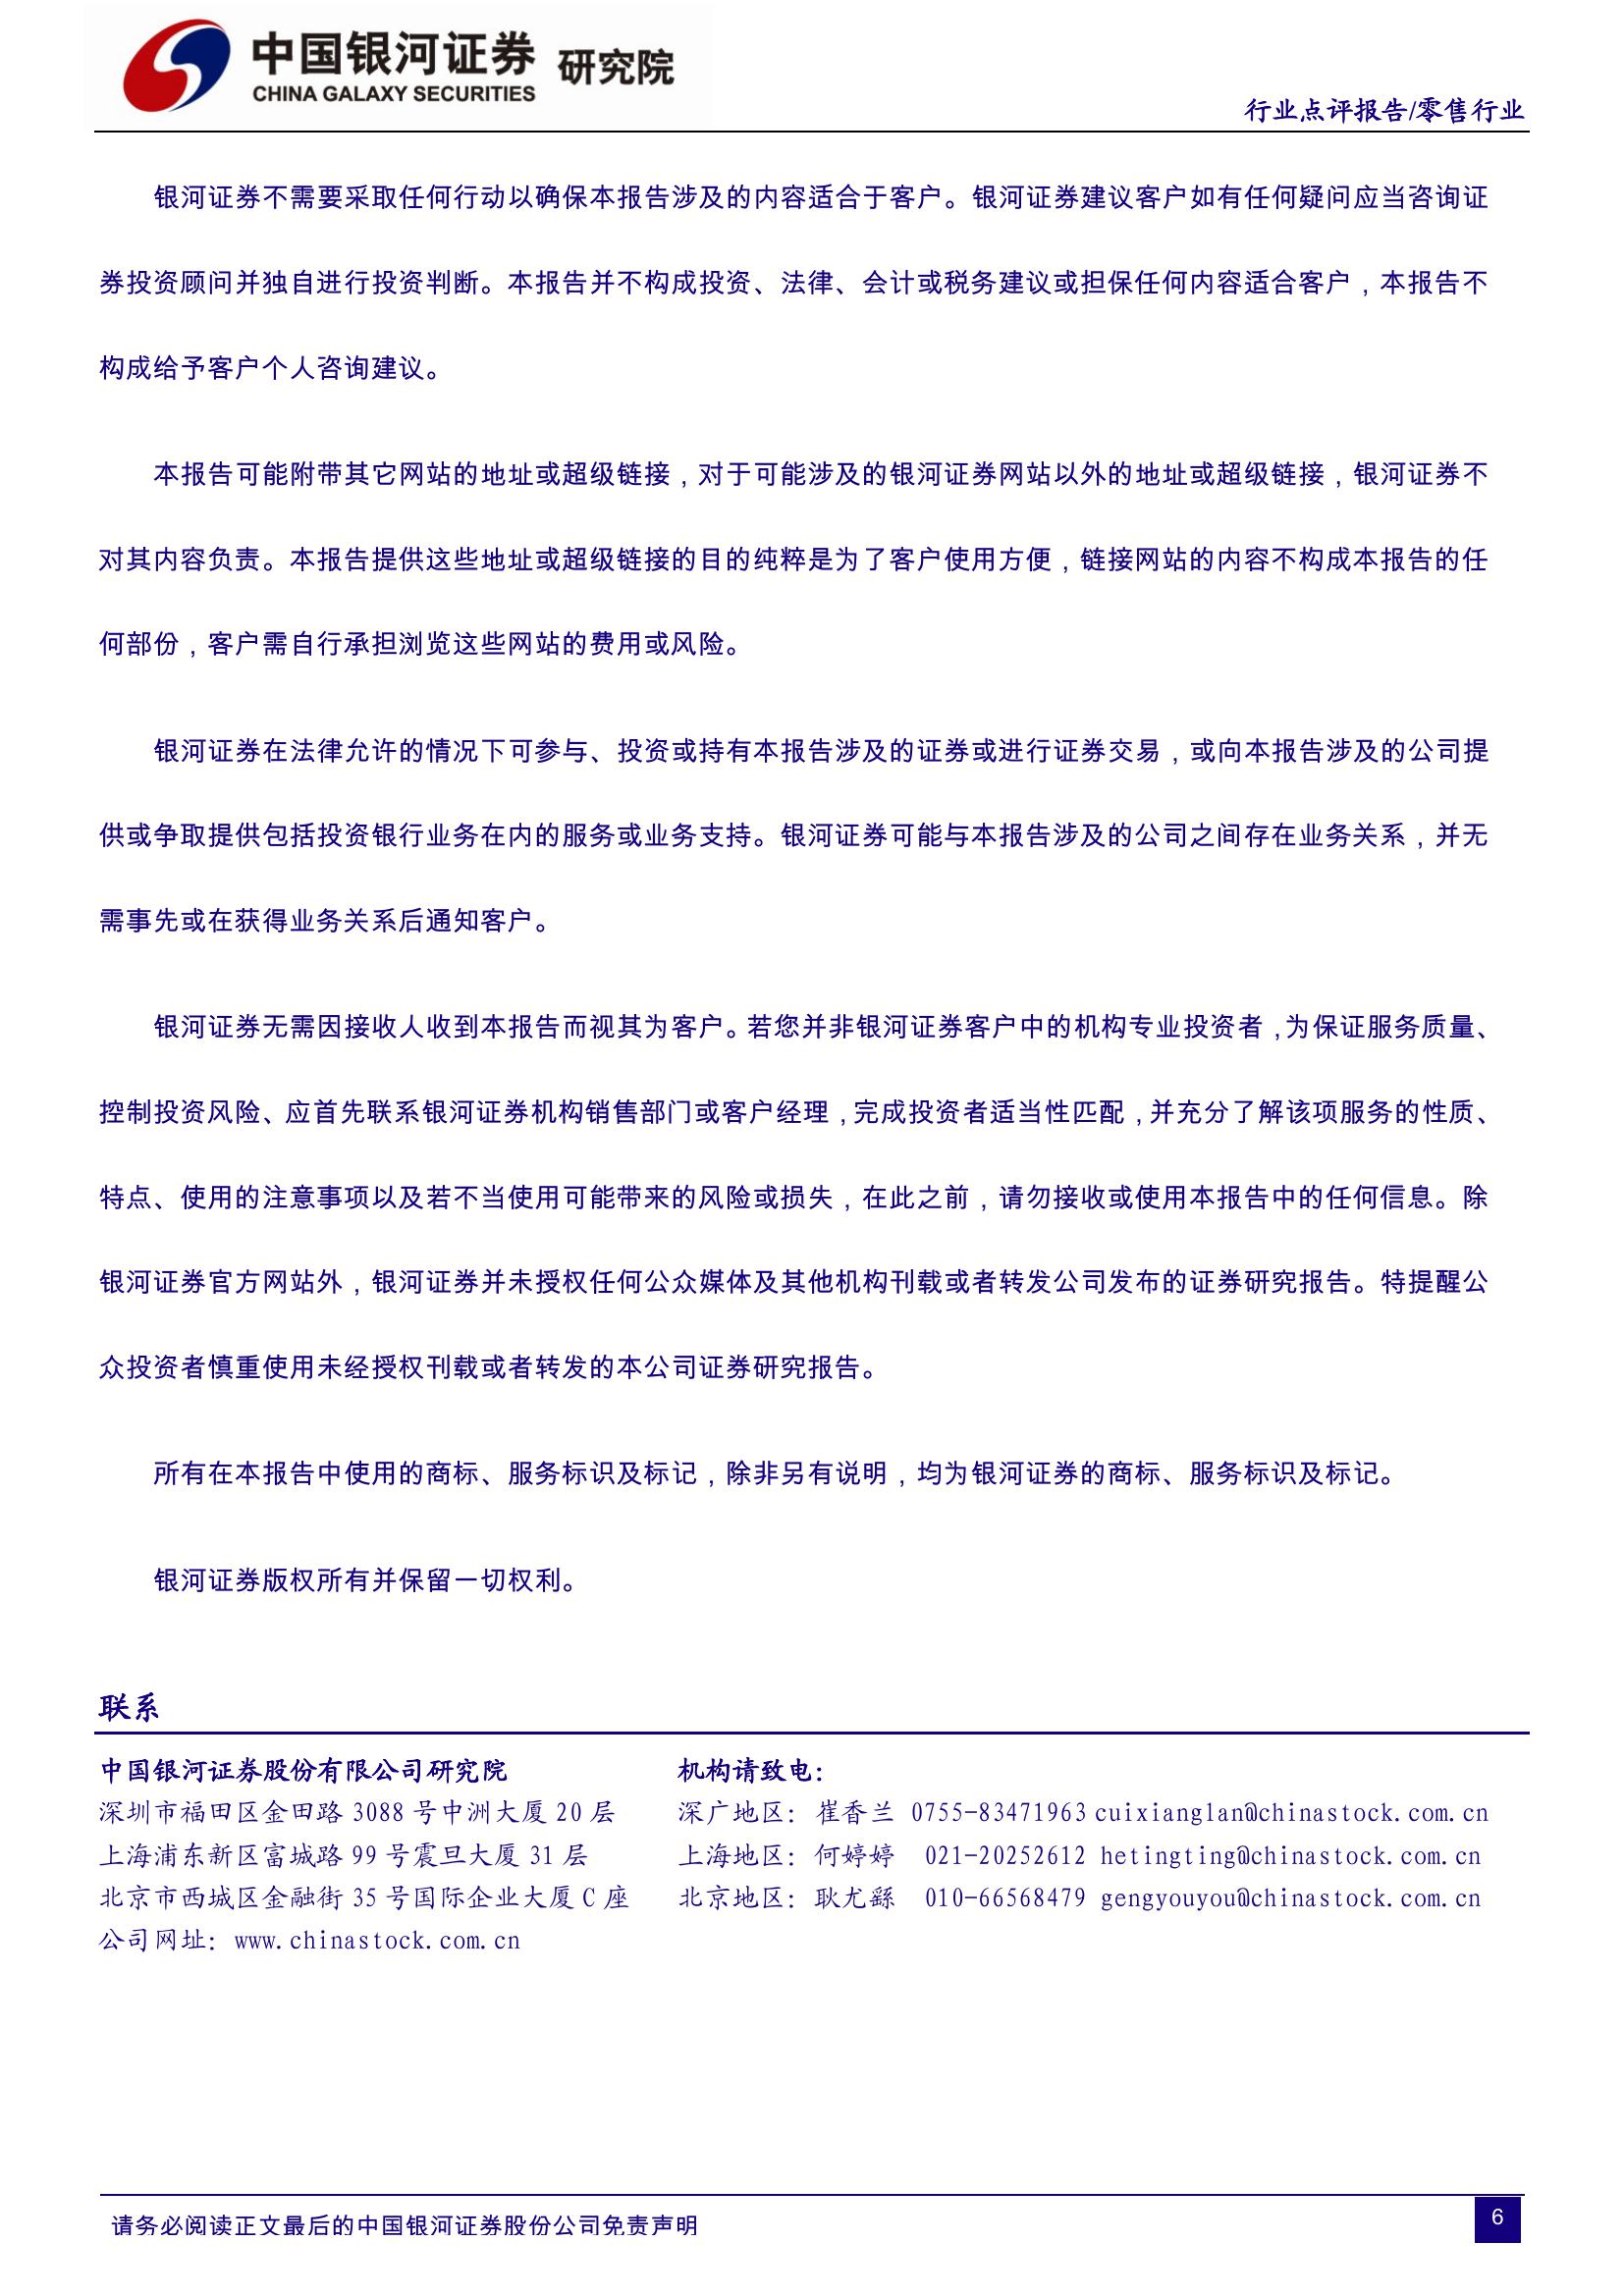 中国银河证券 研究院
CHINA GALAXY SECURITIES
行业点评报告/零售行业
银河证券不需要采取任何行动以确保本报告涉及的内容适合于客户。银河证券建议客户如有任何疑问应当咨询证
券投资顾问并独自进行投资判断。本报告并不构成投资、法律、会计或税务建议或担保任何内容适合客户，本报告不
构成给予客户个人咨询建议。
本报告可能附带其它网站的地址或超级链接，对于可能涉及的银河证券网站以外的地址或超级链接，银河证券不
对其内容负责。本报告提供这些地址或超级链接的目的纯粹是为了客户使用方便，链接网站的内容不构成本报告的任
何部份，客户需自行承担浏览这些网站的费用或风险。
银河证券在法律允许的情况下可参与、投资或持有本报告涉及的证券或进行证券交易，或向本报告涉及的公司提
供或争取提供包括投资银行业务在内的服务或业务支持。银河证券可能与本报告涉及的公司之间存在业务关系，并无
需事先或在获得业务关系后通知客户。
银河证券无需因接收人收到本报告而视其为客户。若您并非银河证券客户中的机构专业投资者，为保证服务质量、
控制投资风险、应首先联系银河证券机构销售部门或客户经理，完成投资者适当性匹配，并充分了解该项服务的性质、
特点、使用的注意事项以及若不当使用可能带来的风险或损失，在此之前，请勿接收或使用本报告中的任何信息。除
银河证券官方网站外，银河证券并未授权任何公众媒体及其他机构刊载或者转发公司发布的证券研究报告。特提醒公
众投资者慎重使用未经授权刊载或者转发的本公司证券研究报告。
所有在本报告中使用的商标、服务标识及标记，除非另有说明，均为银河证券的商标、服务标识及标记。
银河证券版权所有并保留一切权利。
联系
中国银河证券股份有限公司研究院 机构请致电：
深圳市福田区金田路 3088 号中洲大厦 20 层 深广地区：崔香兰 0755-83471963 cuixianglan@chinastock.com.cn
上海浦东新区富城路 99 号震旦大厦 31 层 上海地区：何婷婷 021-20252612 hetingting@chinastock.com.cn
北京市西城区金融街 35 号国际企业大厦 C 座 北京地区：耿尤繇 010-66568479 gengyouyou@chinastock.com.cn
公司网址：www.chinastock.com.cn
请务必阅读正文最后的中国银河证券股份公司免责声明 6